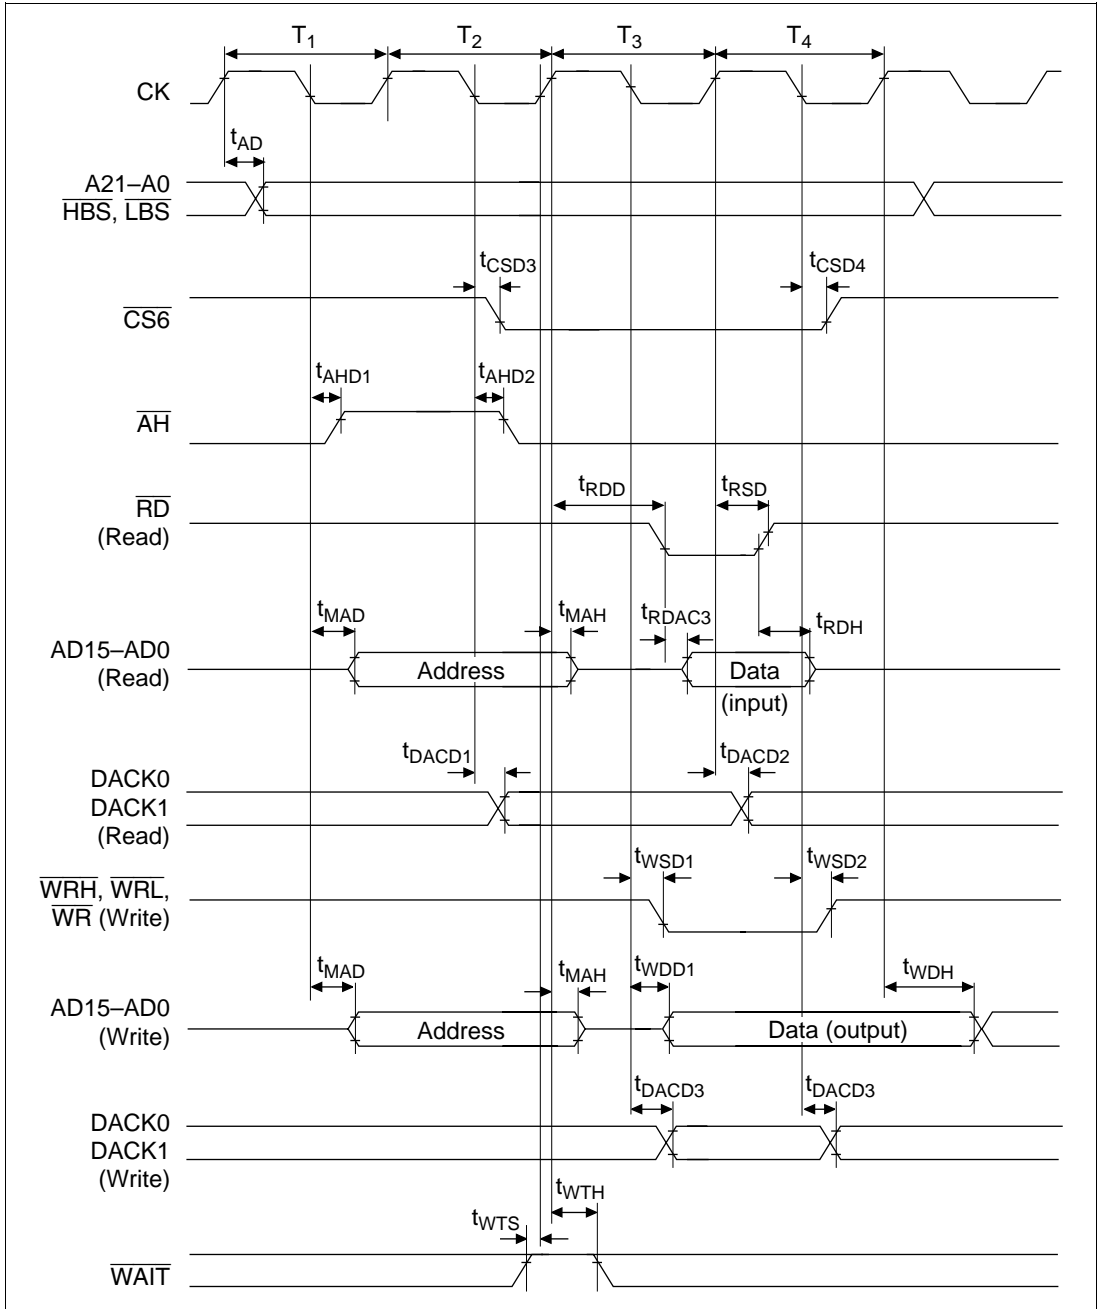 T1 T2 T3 T4
CK
tAD
A21–A0
HBS, LBS
tCSD3 tCSD4
CS6
tAHD1 tAHD2
AH
tRDD tRSD
RD
(Read)
tMAD tMAH tRDAC3 tRDH
AD15–AD0
(Read)
Address Data
(input)
tDACD1 tDACD2
DACK0
DACK1
(Read)
tWSD1 tWSD2
WRH, WRL,
WR (Write)
tMAD tMAH tWDD1 tWDH
AD15–AD0
(Write)
Address Data (output)
tDACD3 tDACD3
DACK0
DACK1
(Write)
tWTH
tWTS
WAIT